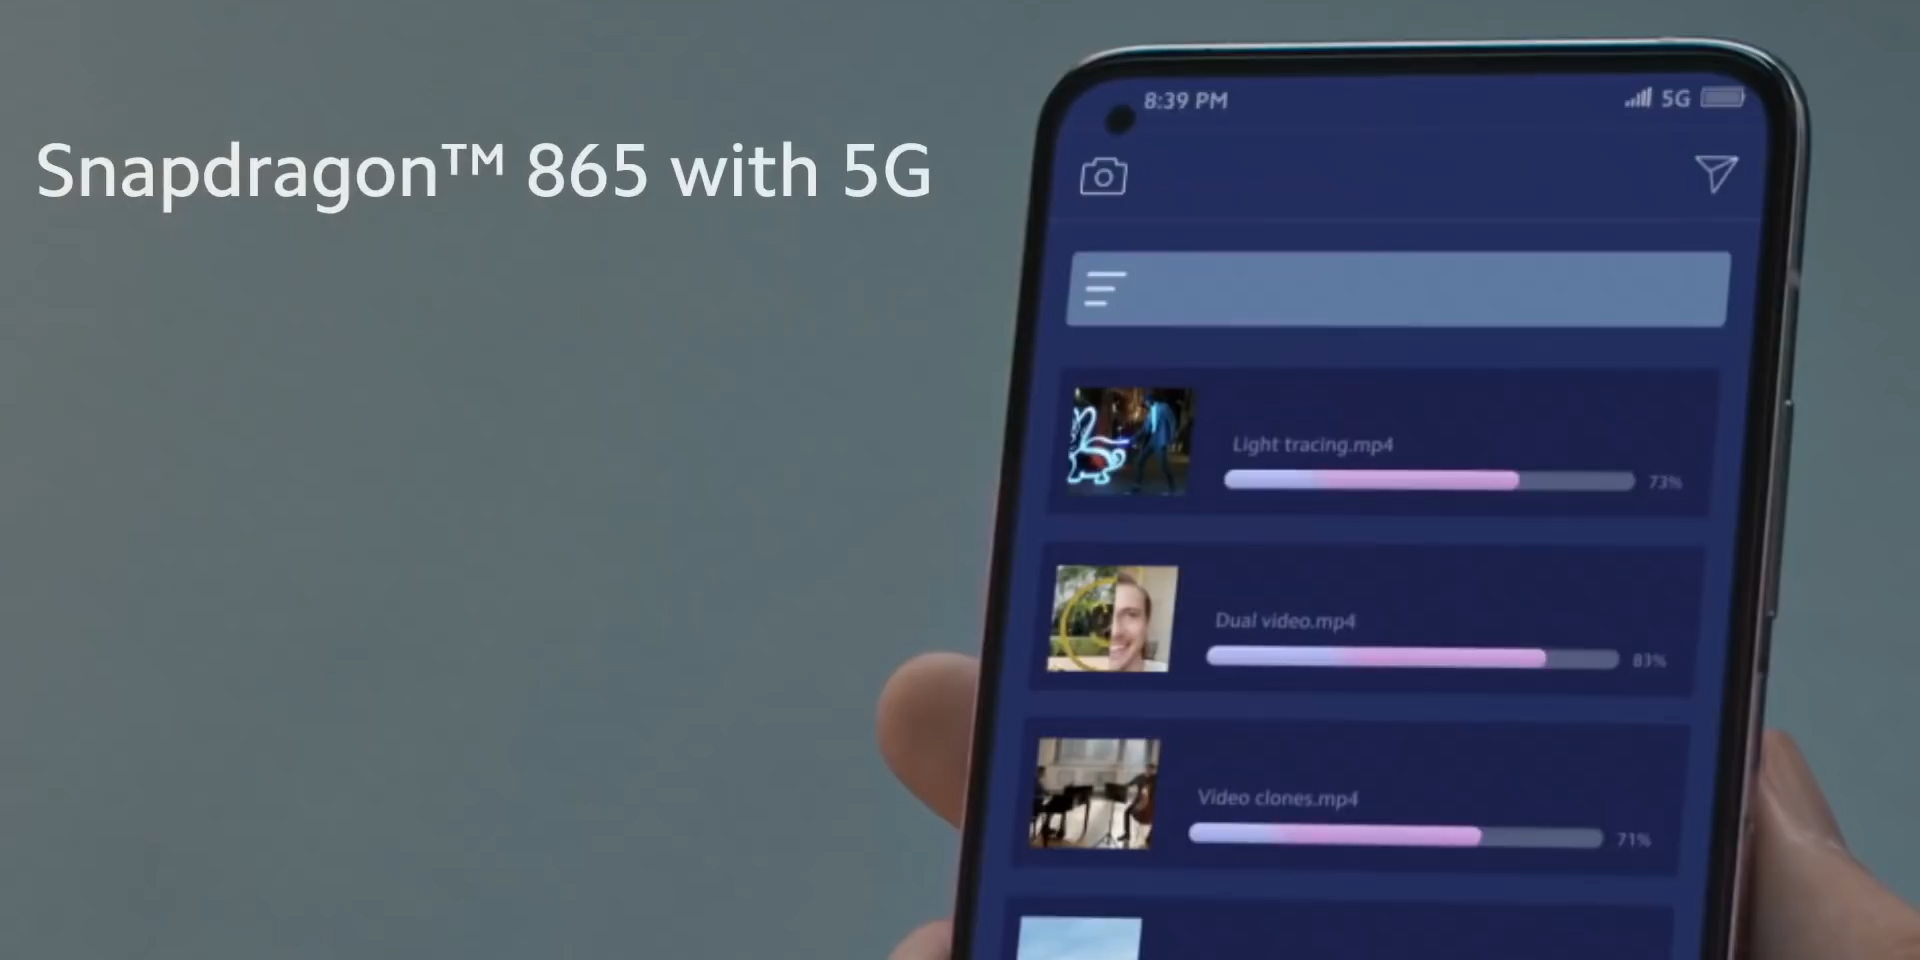 Snapdragon™ 865 with 5G
8:39 PM
5G
Light tracing.mp4
73%
Dual video.mp4
83%
Video clones.mp4
71%